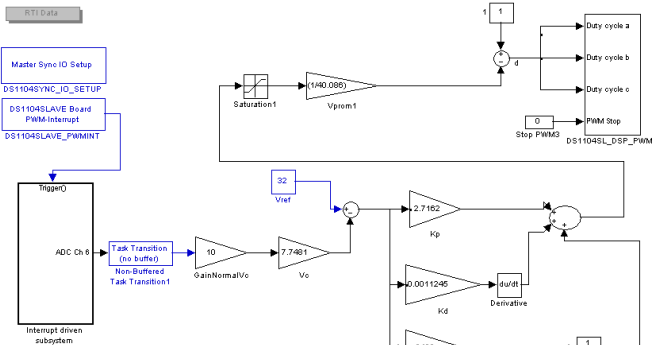 RTI Data
1
1
Master Sync IO Setup
DS1104SYNC_IO_SETUP
DS1104SLAVE Board
PWM-Interrupt
DS1104SLAVE_PWMINT
Saturation1
(1/40.086)
Vprom1
d
Duty cycle a
Duty cycle b
Duty cycle c
PWM Stop
0
Stop PWM3
DS1104SL_DSP_PWM
32
Vref
Trigger()
ADC Ch 6
Interrupt driven
subsystem
Task Transition
(no buffer)
Non-Buffered
Task Transition1
10
GainNormalVc
7.7481
Vc
2.7162
Kp
0.0011245
Kd
du/dt
Derivative
1